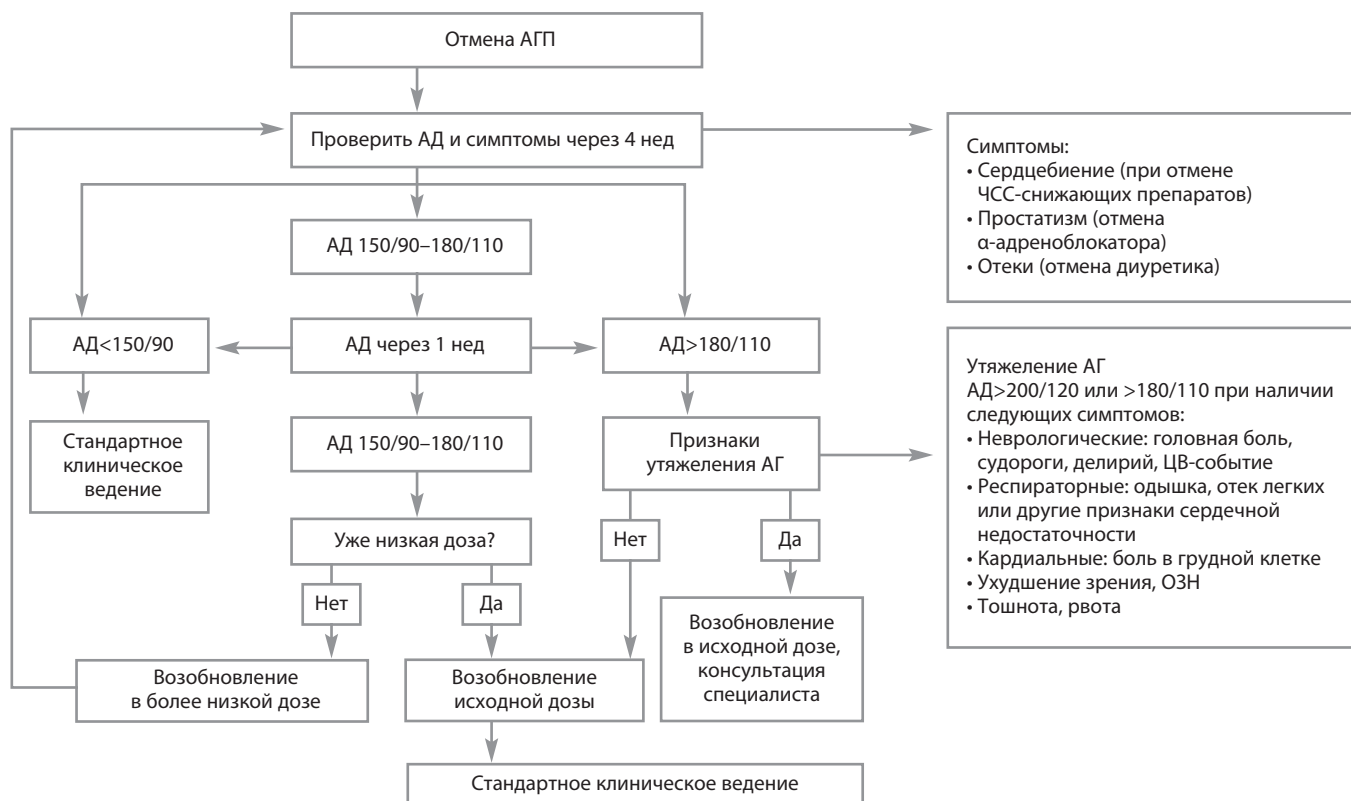 Отмена АГП
Проверить АД и симптомы через 4 нед
Симптомы:
• Сердцебиение (при отмене
ЧСС-снижающих препаратов)
• Простатизм (отмена
α-адреноблокатора)
• Отеки (отмена диуретика)
АД 150/90–180/110
АД<150/90
АД через 1 нед
АД>180/110
Стандартное
клиническое
ведение
АД 150/90–180/110
Признаки
утяжеления АГ
Утяжеление АГ
АД>200/120 или >180/110 при наличии
следующих симптомов:
• Неврологические: головная боль,
судороги, делирий, ЦВ-событие
• Респираторные: одышка, отек легких
или другие признаки сердечной
недостаточности
• Кардиальные: боль в грудной клетке
• Ухудшение зрения, ОЗН
• Тошнота, рвота
Уже низкая доза?
Нет
Да
Нет
Да
Возобновление
в более низкой дозе
Возобновление
исходной дозы
Возобновление
в исходной дозе,
консультация
специалиста
Стандартное клиническое ведение